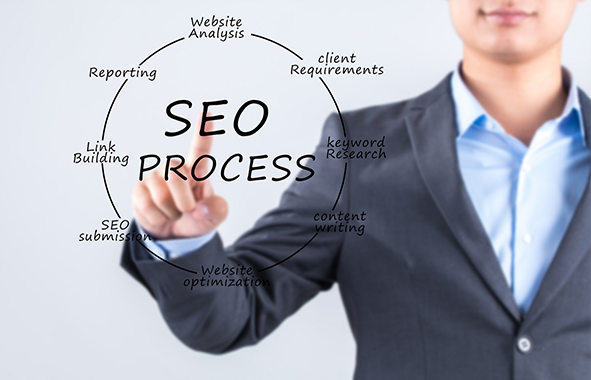 Website
Analysis
client
Requirements
keyword
Research
content
writing
Website
optimization
SEO
submission
Link
Building
Reporting
SEO
PROCESS